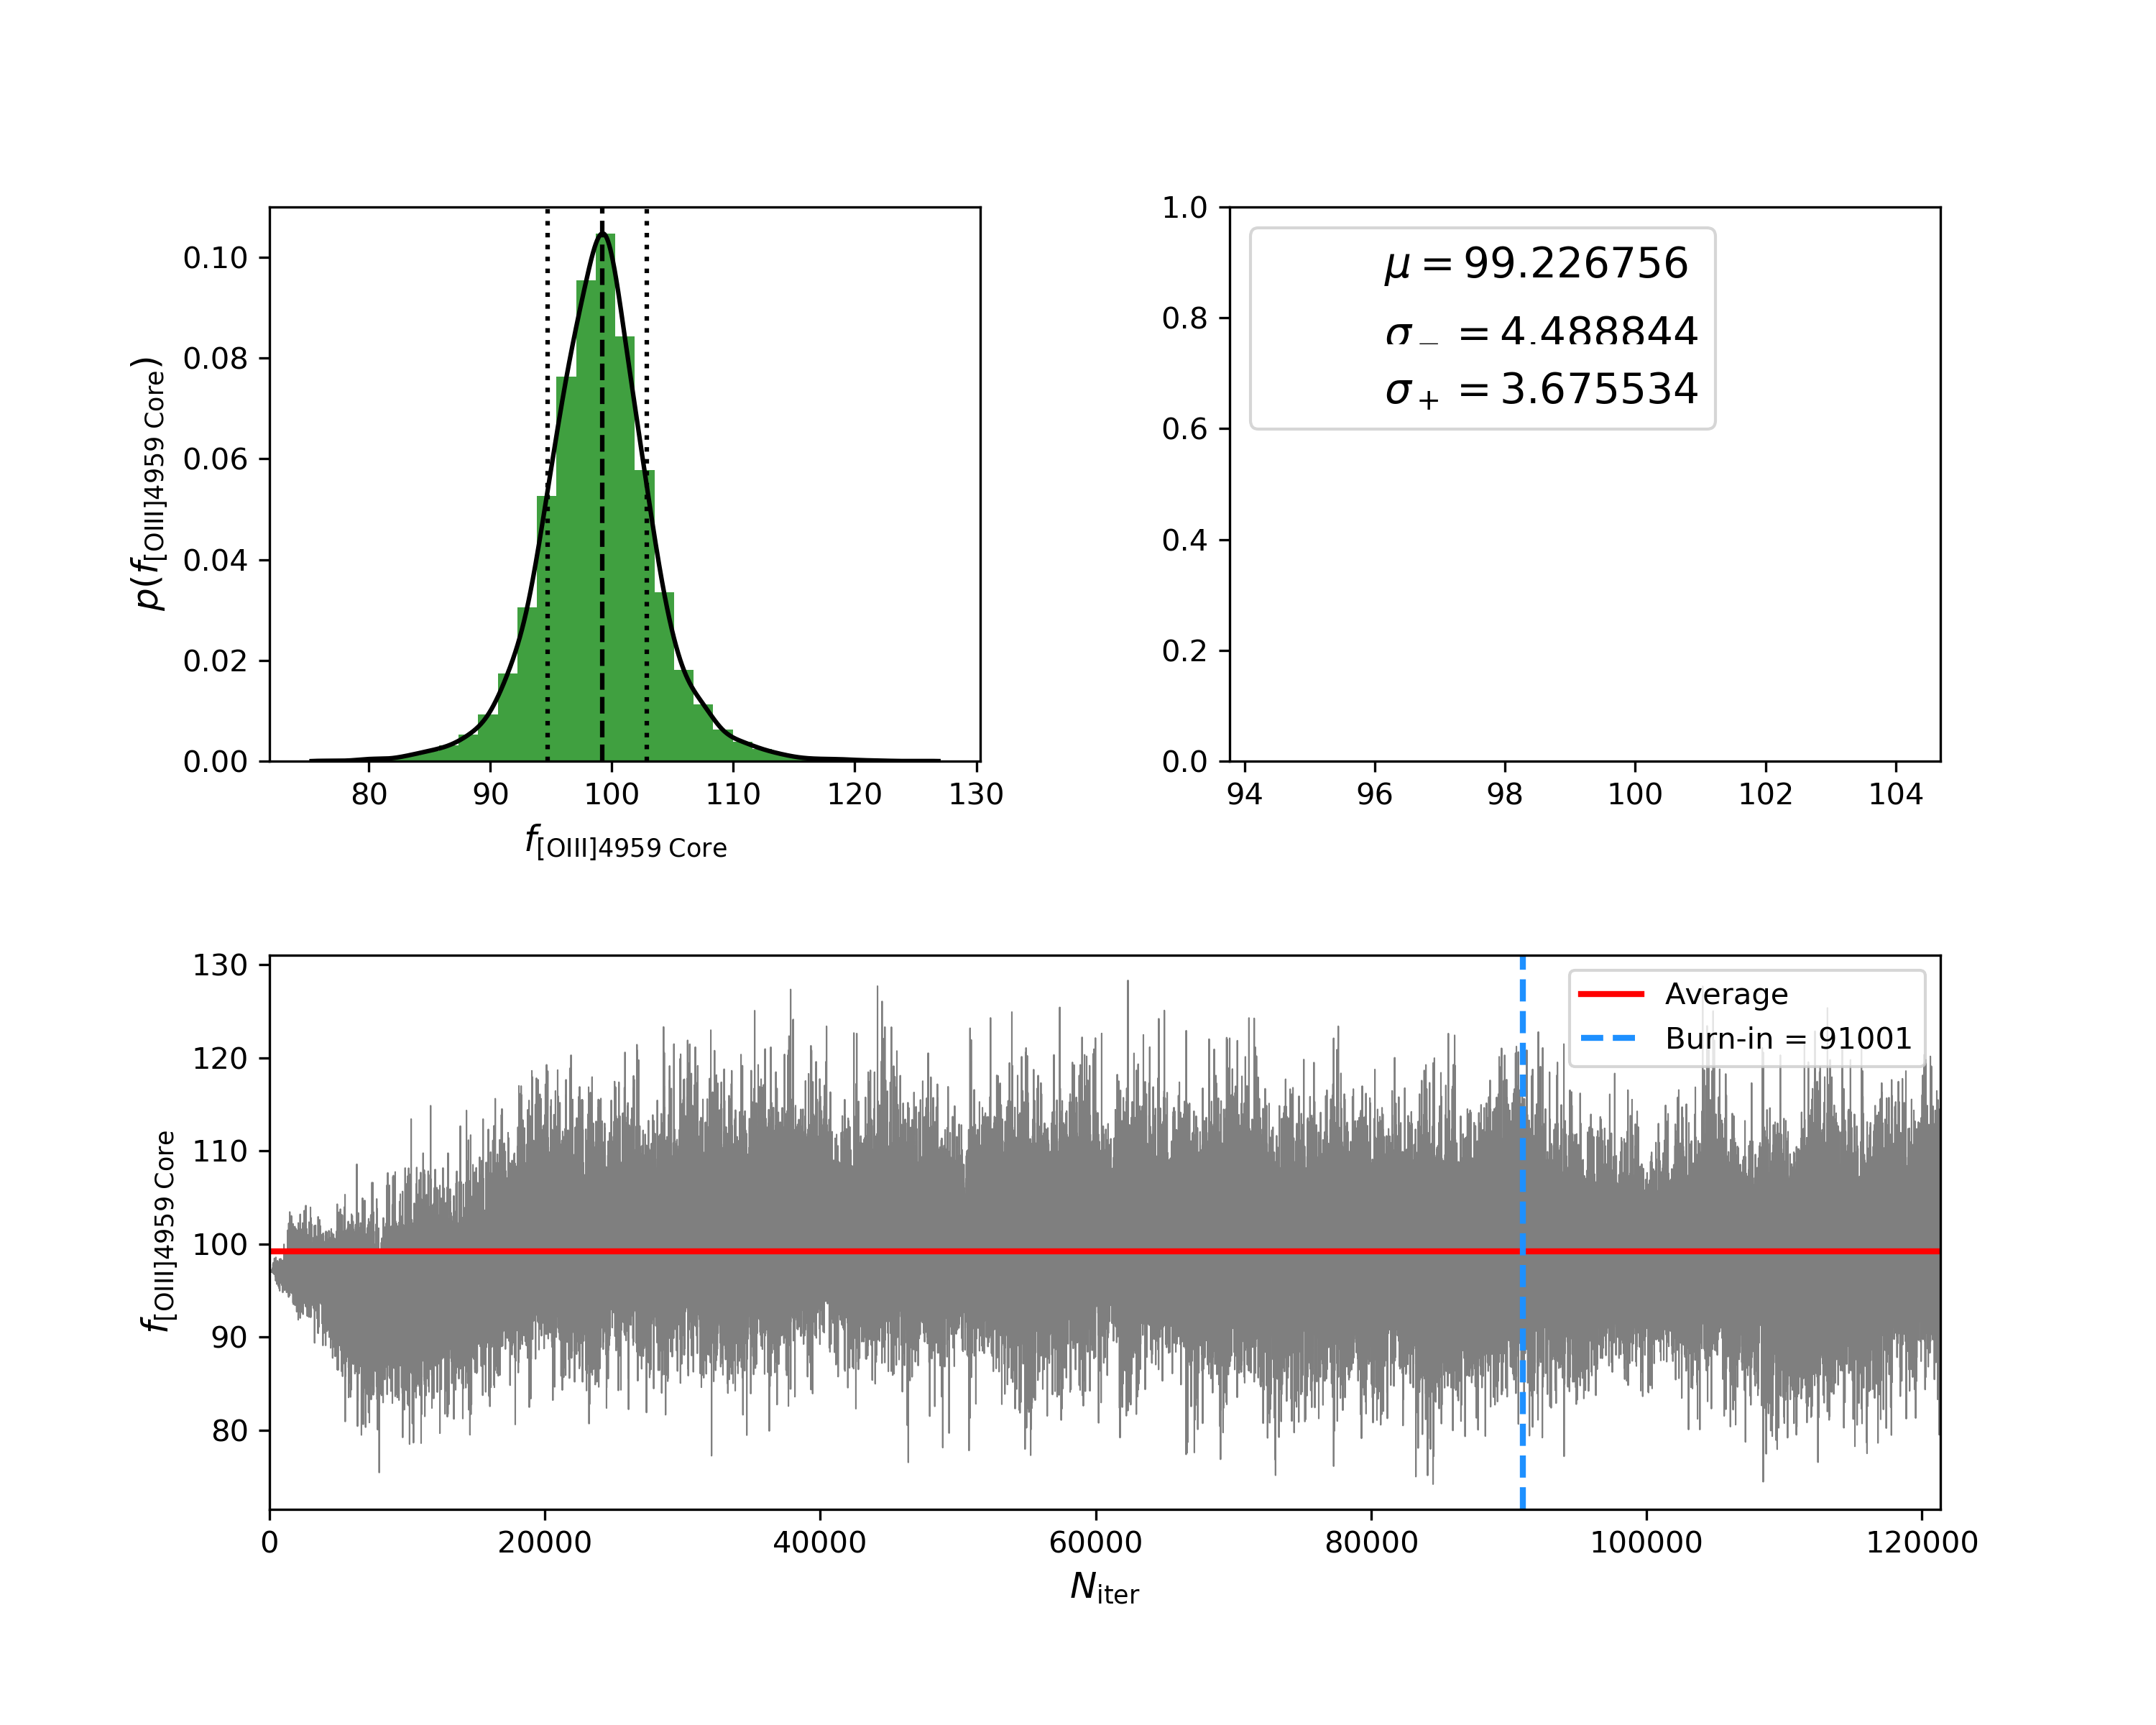 0.10
0.08
0.06
0.04
0.02
0.00
p(f[OIII]4959 Core)
80 90 100 110 120 130
f[OIII]4959 Core
1.0
0.8
0.6
0.4
0.2
0.0
μ = 99.226756
σ− = 4.488844
σ+ = 3.675534
94 96 98 100 102 104
130
120
110
100
90
80
f[OIII]4959 Core
Average
Burn-in = 91001
0 20000 40000 60000 80000 100000 120000
Niter